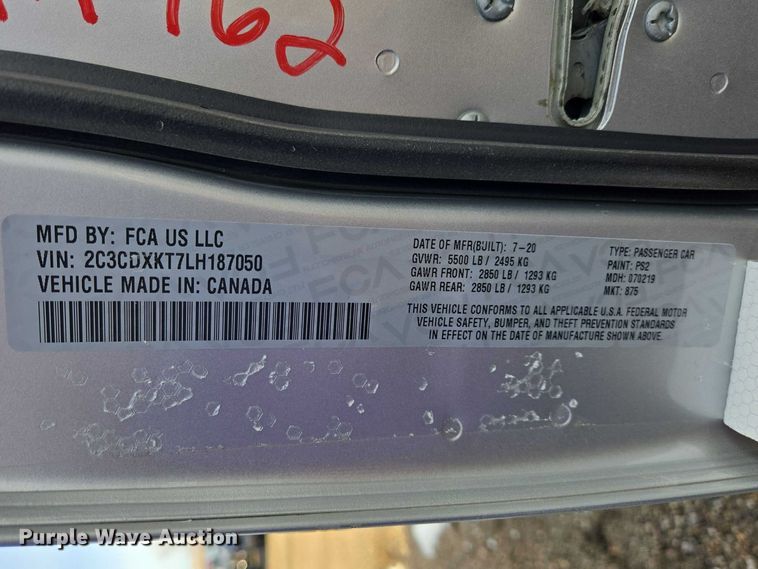 762
MFD BY: FCA US LLC
VIN: 2C3CDXKT7LH187050
VEHICLE MADE IN: CANADA
DATE OF MFR(BUILT): 7-20
GVWR: 5500 LB / 2495 KG
GAWR FRONT: 2850 LB / 1293 KG
GAWR REAR: 2850 LB / 1293 KG
TYPE: PASSENGER CAR
PAINT: PS2
MDH: 070219
MKT: 875
THIS VEHICLE CONFORMS TO ALL APPLICABLE U.S.A. FEDERAL MOTOR
VEHICLE SAFETY, BUMPER, AND THEFT PREVENTION STANDARDS
IN EFFECT ON THE DATE OF MANUFACTURE SHOWN ABOVE.
Purple Wave Auction